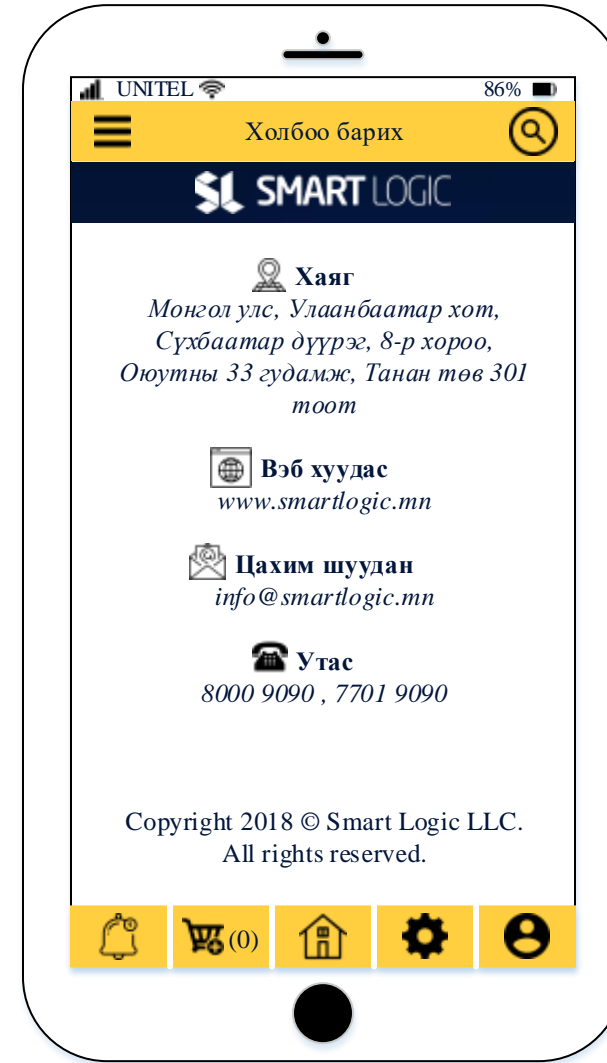 UNITEL 86%
Холбоо барих
SL SMART LOGIC
Хаяг
Монгол улс, Улаанбаатар хот,
Сүхбаатар дүүрэг, 8-р хороо,
Оюутны 33 гудамж, Танан төв 301
тоот
Вэб хуудас
www.smartlogic.mn
Цахим шуудан
info@smartlogic.mn
Утас
8000 9090 , 7701 9090
Copyright 2018 © Smart Logic LLC.
All rights reserved.
(0)